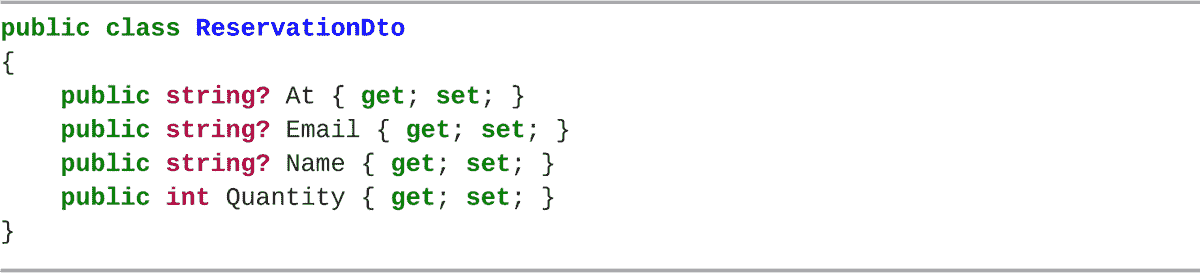 public class ReservationDto
{
    public string? At { get; set; }
    public string? Email { get; set; }
    public string? Name { get; set; }
    public int Quantity { get; set; }
}